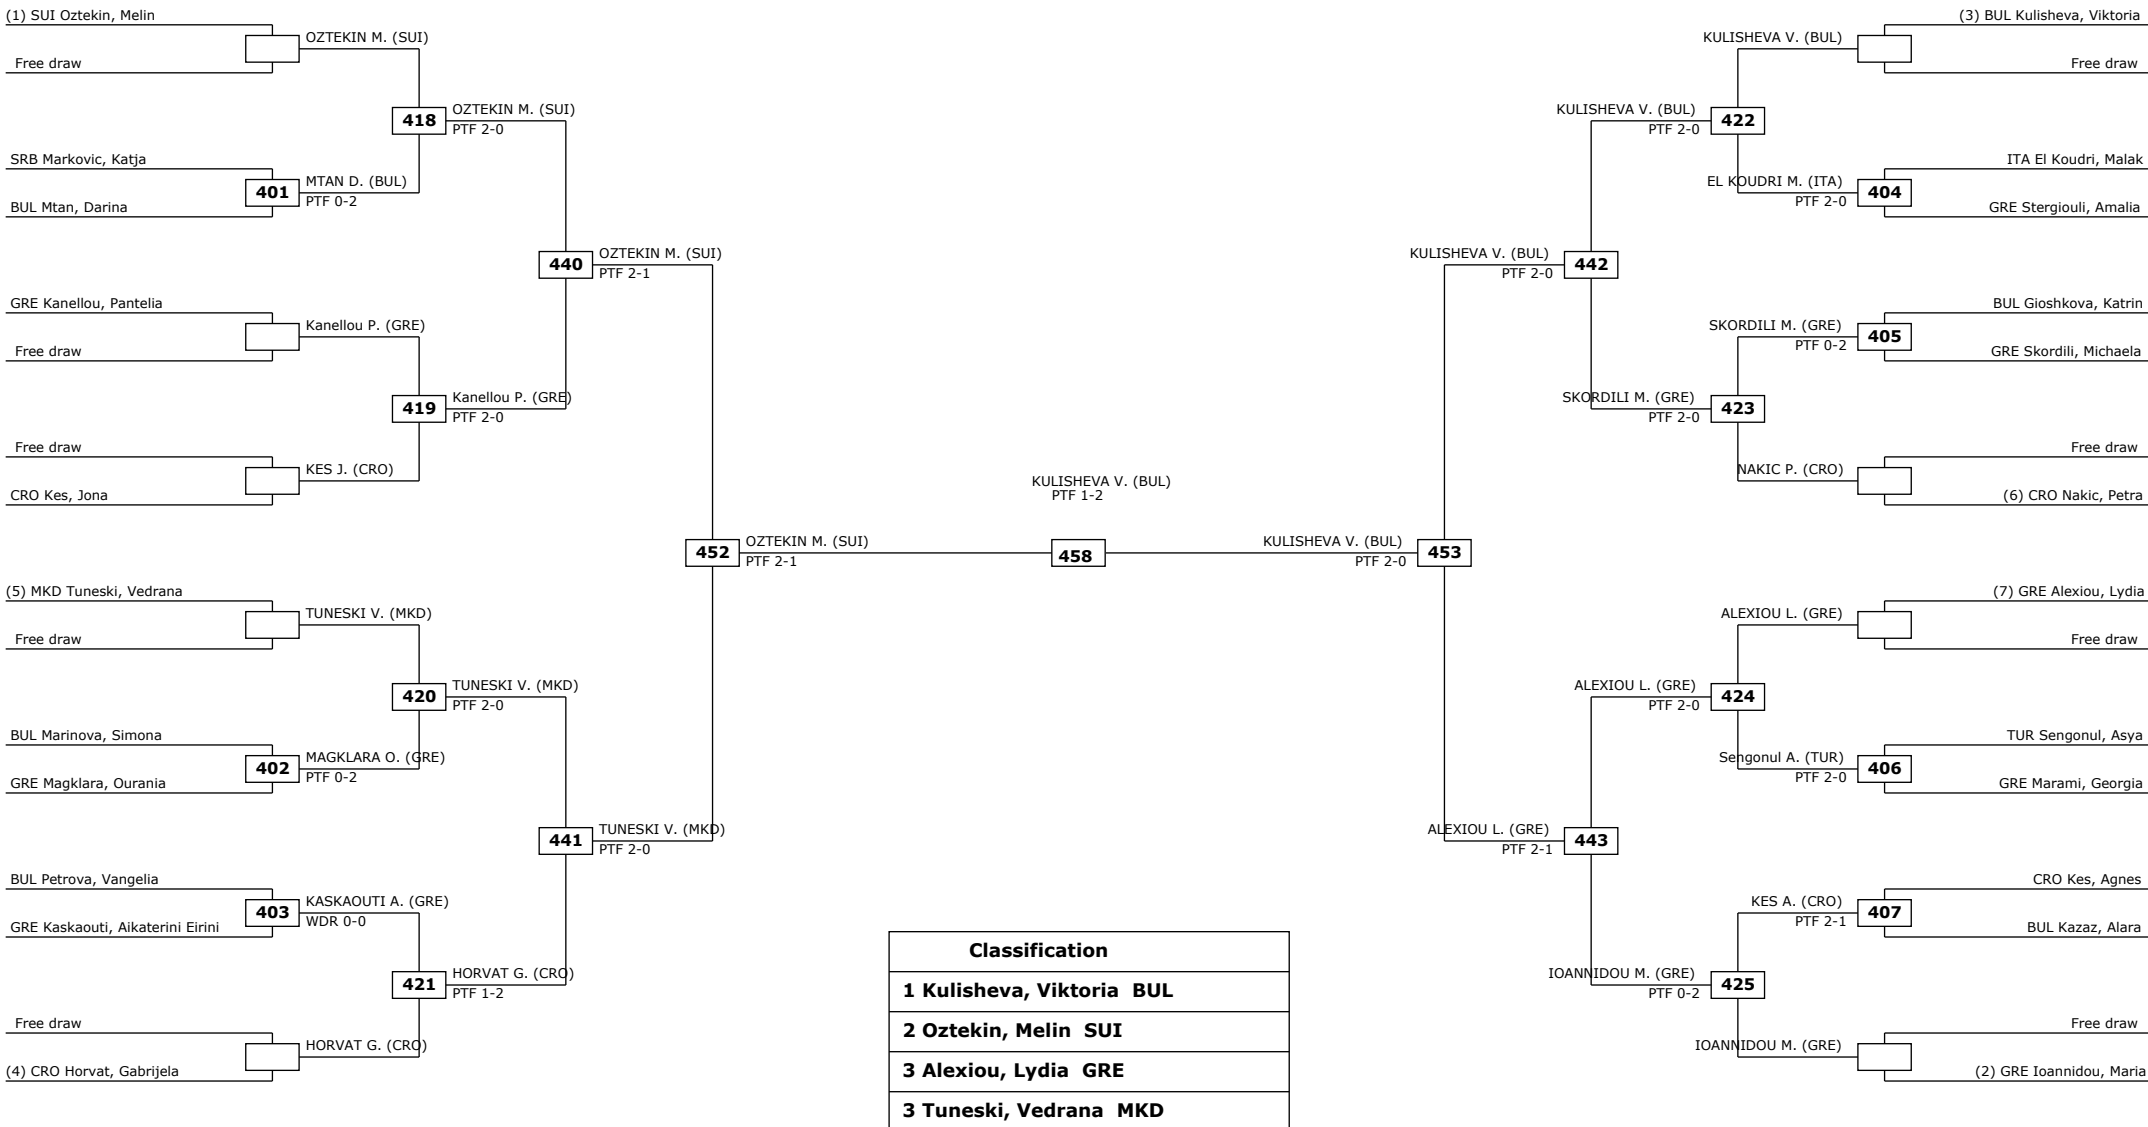 (1) SUI Oztekin, Melin
OZTEKIN M. (SUI)
Free draw
418
OZTEKIN M. (SUI)
PTF 2-0
SRB Markovic, Katja
401
MTAN D. (BUL)
PTF 0-2
BUL Mtan, Darina
440
OZTEKIN M. (SUI)
PTF 2-1
GRE Kanellou, Pantelia
Kanellou P. (GRE)
Free draw
419
Kanellou P. (GRE)
PTF 2-0
Free draw
KES J. (CRO)
CRO Kes, Jona
452
OZTEKIN M. (SUI)
PTF 2-1
(5) MKD Tuneski, Vedrana
TUNESKI V. (MKD)
Free draw
420
TUNESKI V. (MKD)
PTF 2-0
BUL Marinova, Simona
402
MAGKLARA O. (GRE)
PTF 0-2
GRE Magklara, Ourania
441
TUNESKI V. (MKD)
PTF 2-0
BUL Petrova, Vangelia
403
KASKAOUTI A. (GRE)
WDR 0-0
GRE Kaskaouti, Aikaterini Eirini
421
HORVAT G. (CRO)
PTF 1-2
Free draw
HORVAT G. (CRO)
(4) CRO Horvat, Gabrijela
KULISHEVA V. (BUL)
PTF 1-2
458
(3) BUL Kulisheva, Viktoria
KULISHEVA V. (BUL)
Free draw
KULISHEVA V. (BUL)
PTF 2-0
422
ITA El Koudri, Malak
EL KOUDRI M. (ITA)
PTF 2-0
404
GRE Stergiouli, Amalia
KULISHEVA V. (BUL)
PTF 2-0
442
BUL Gioshkova, Katrin
SKORDILI M. (GRE)
PTF 0-2
405
GRE Skordili, Michaela
SKORDILI M. (GRE)
PTF 2-0
423
Free draw
NAKIC P. (CRO)
(6) CRO Nakic, Petra
KULISHEVA V. (BUL)
PTF 2-0
453
(7) GRE Alexiou, Lydia
ALEXIOU L. (GRE)
Free draw
ALEXIOU L. (GRE)
PTF 2-0
424
TUR Sengonul, Asya
Sengonul A. (TUR)
PTF 2-0
406
GRE Marami, Georgia
ALEXIOU L. (GRE)
PTF 2-1
443
CRO Kes, Agnes
KES A. (CRO)
PTF 2-1
407
BUL Kazaz, Alara
IOANNIDOU M. (GRE)
PTF 0-2
425
Free draw
IOANNIDOU M. (GRE)
(2) GRE Ioannidou, Maria
Classification
1 Kulisheva, Viktoria BUL
2 Oztekin, Melin SUI
3 Alexiou, Lydia GRE
3 Tuneski, Vedrana MKD